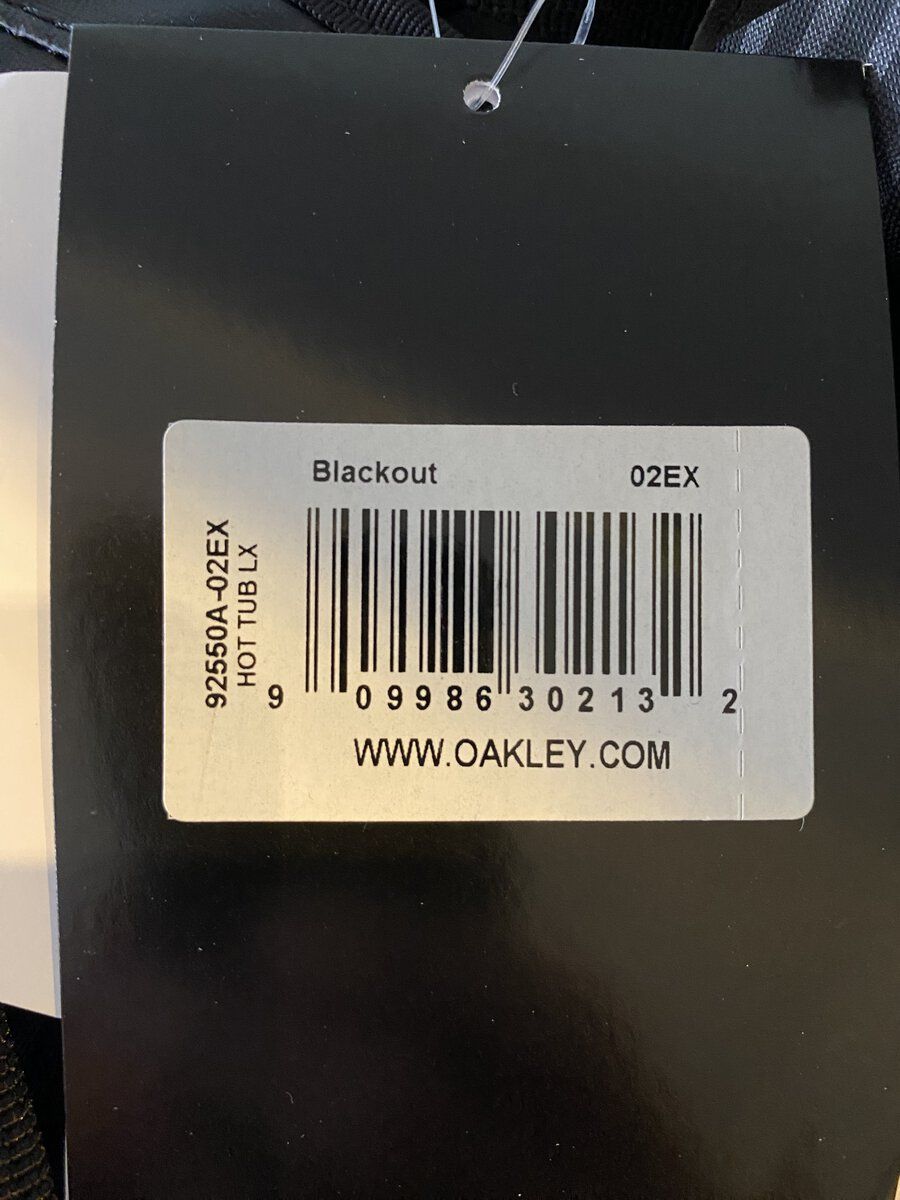 Blackout 02EX
92550A-02EX
HOT TUB LX
9 09986 30213 2
WWW.OAKLEY.COM